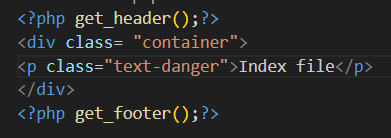 <?php get_header();?>
<div class= "container">
<p class="text-danger">Index file</p>
</div>
<?php get_footer();?>